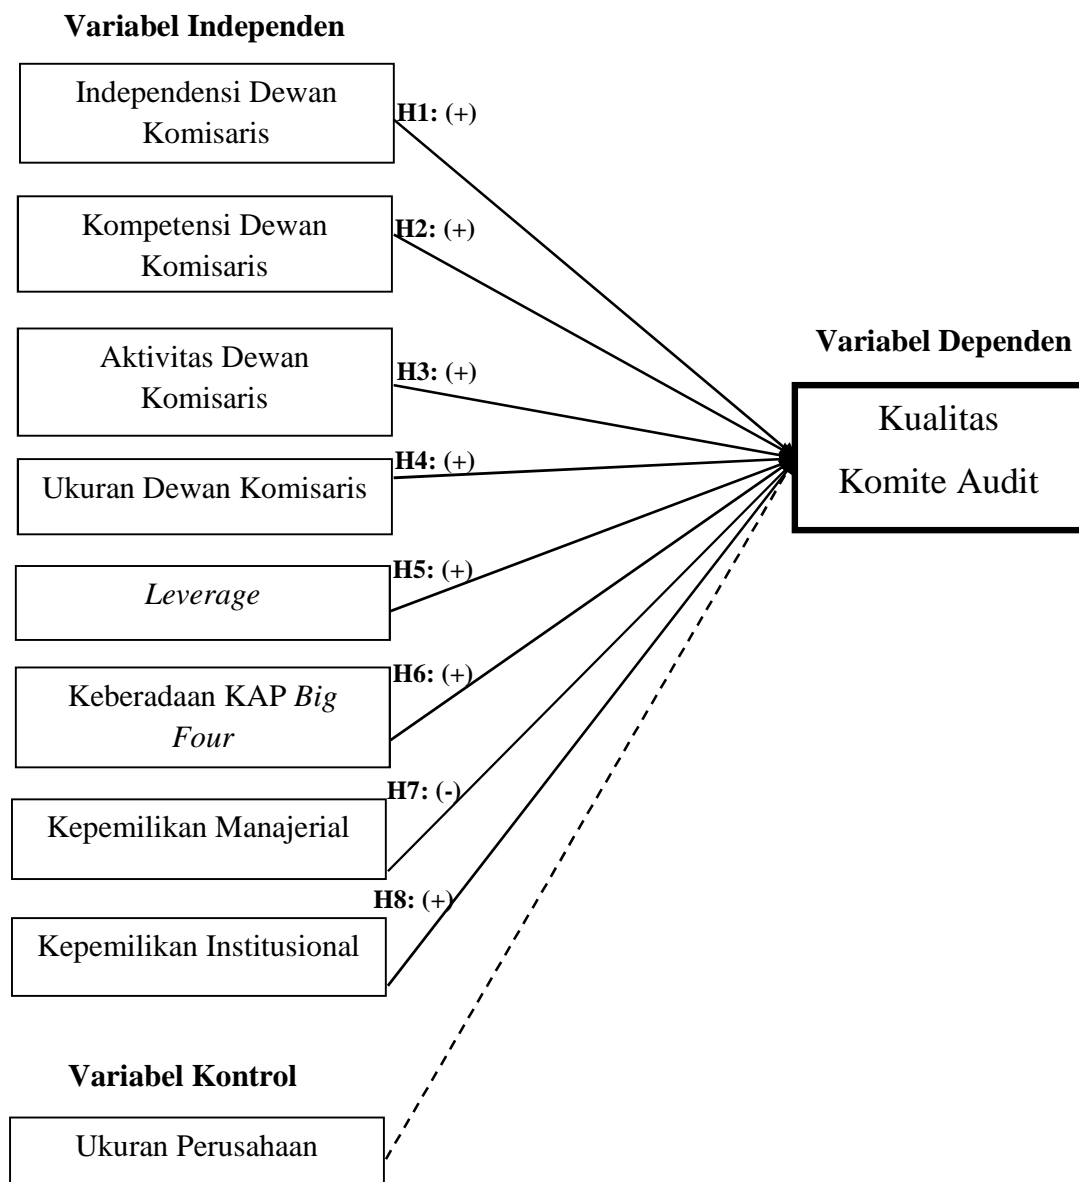 Variabel Independen
Independensi Dewan
Komisaris
H1: (+)
Kompetensi Dewan
Komisaris
H2: (+)
Aktivitas Dewan
Komisaris
H3: (+)
Variabel Dependen
Kualitas
Komite Audit
Ukuran Dewan Komisaris
H4: (+)
Leverage
H5: (+)
Keberadaan KAP Big
Four
H6: (+)
Kepemilikan Manajerial
H7: (-)
Kepemilikan Institusional
H8: (+)
Variabel Kontrol
Ukuran Perusahaan